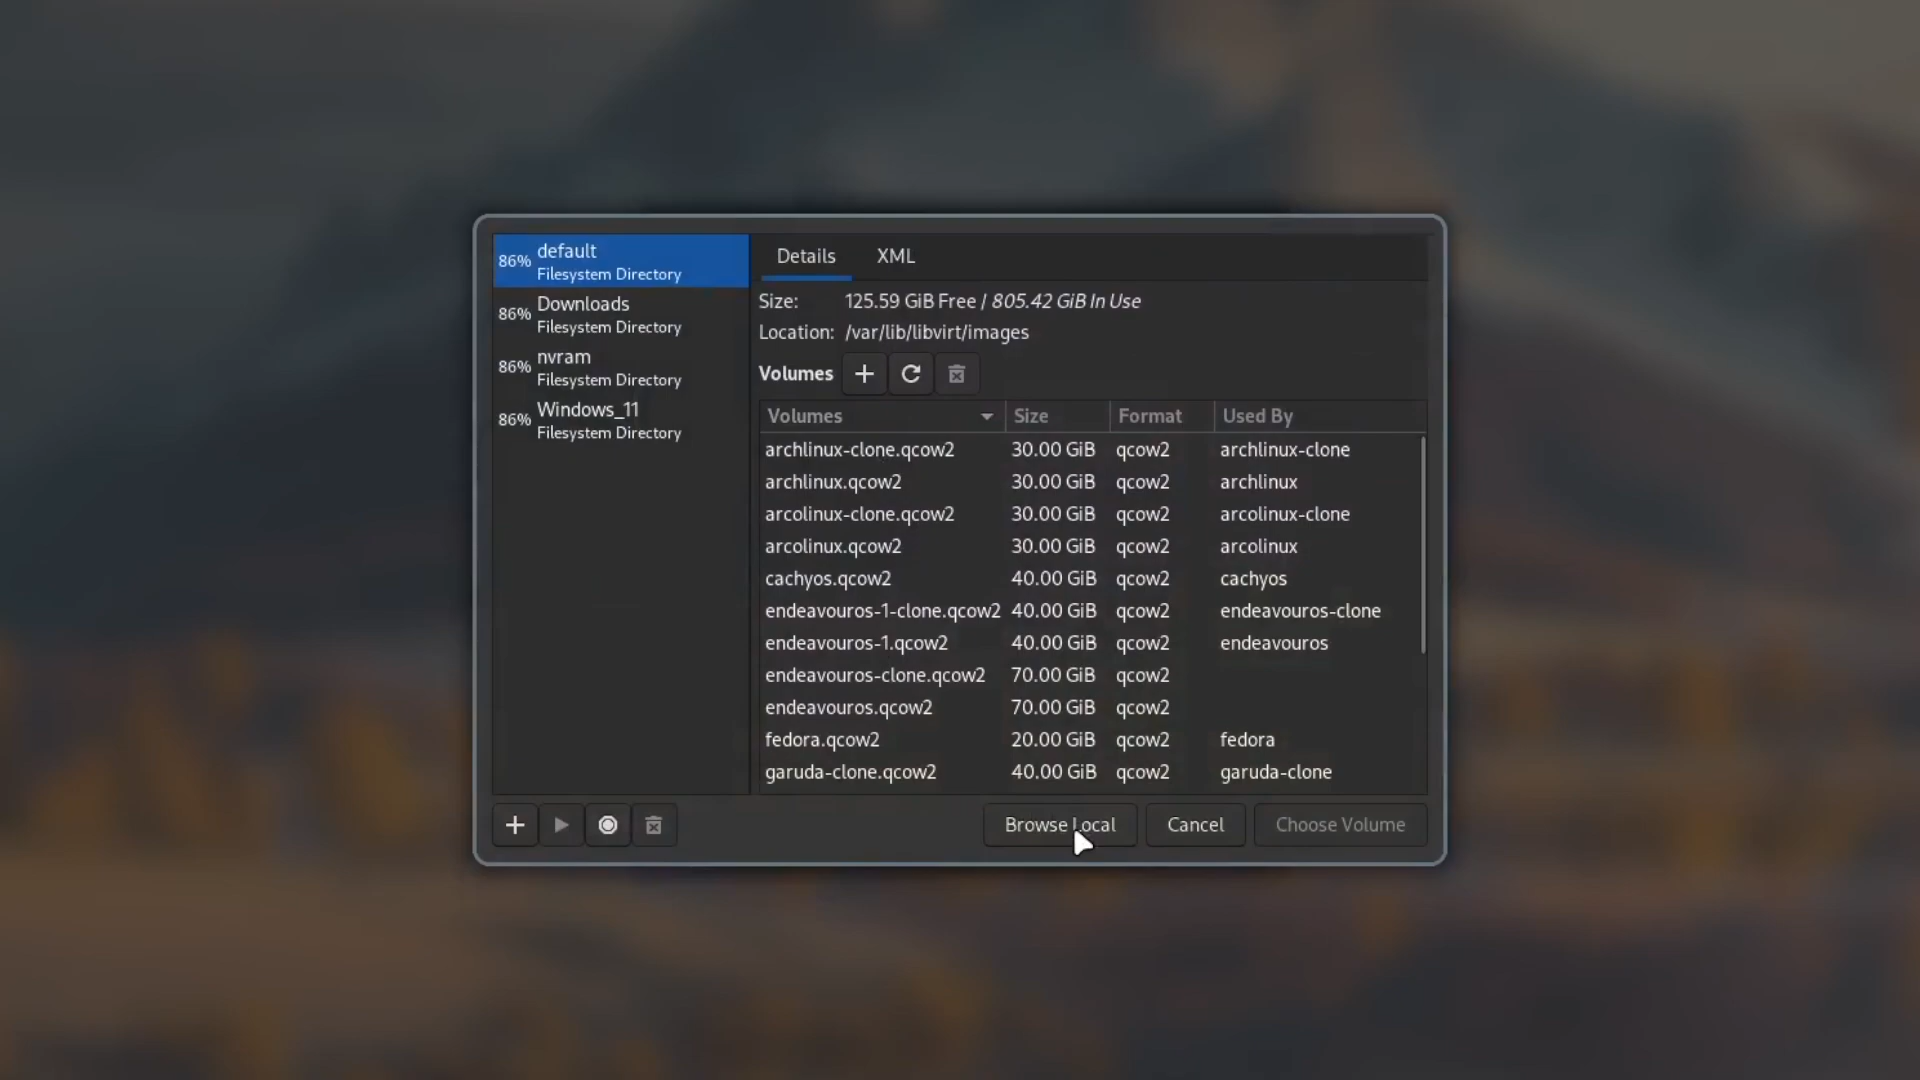 86% default
Filesystem Directory
86% Downloads
Filesystem Directory
86% nvram
Filesystem Directory
86% Windows_11
Filesystem Directory
Details XML
Size: 125.59 GiB Free / 805.42 GiB In Use
Location: /var/lib/libvirt/images
Volumes
Volumes Size Format Used By
archlinux-clone.qcow2 30.00 GiB qcow2 archlinux-clone
archlinux.qcow2 30.00 GiB qcow2 archlinux
arcolinux-clone.qcow2 30.00 GiB qcow2 arcolinux-clone
arcolinux.qcow2 30.00 GiB qcow2 arcolinux
cachyos.qcow2 40.00 GiB qcow2 cachyos
endeavouros-1-clone.qcow2 40.00 GiB qcow2 endeavouros-clone
endeavouros-1.qcow2 40.00 GiB qcow2 endeavouros
endeavouros-clone.qcow2 70.00 GiB qcow2
endeavouros.qcow2 70.00 GiB qcow2
fedora.qcow2 20.00 GiB qcow2 fedora
garuda-clone.qcow2 40.00 GiB qcow2 garuda-clone
Browse Local Cancel Choose Volume